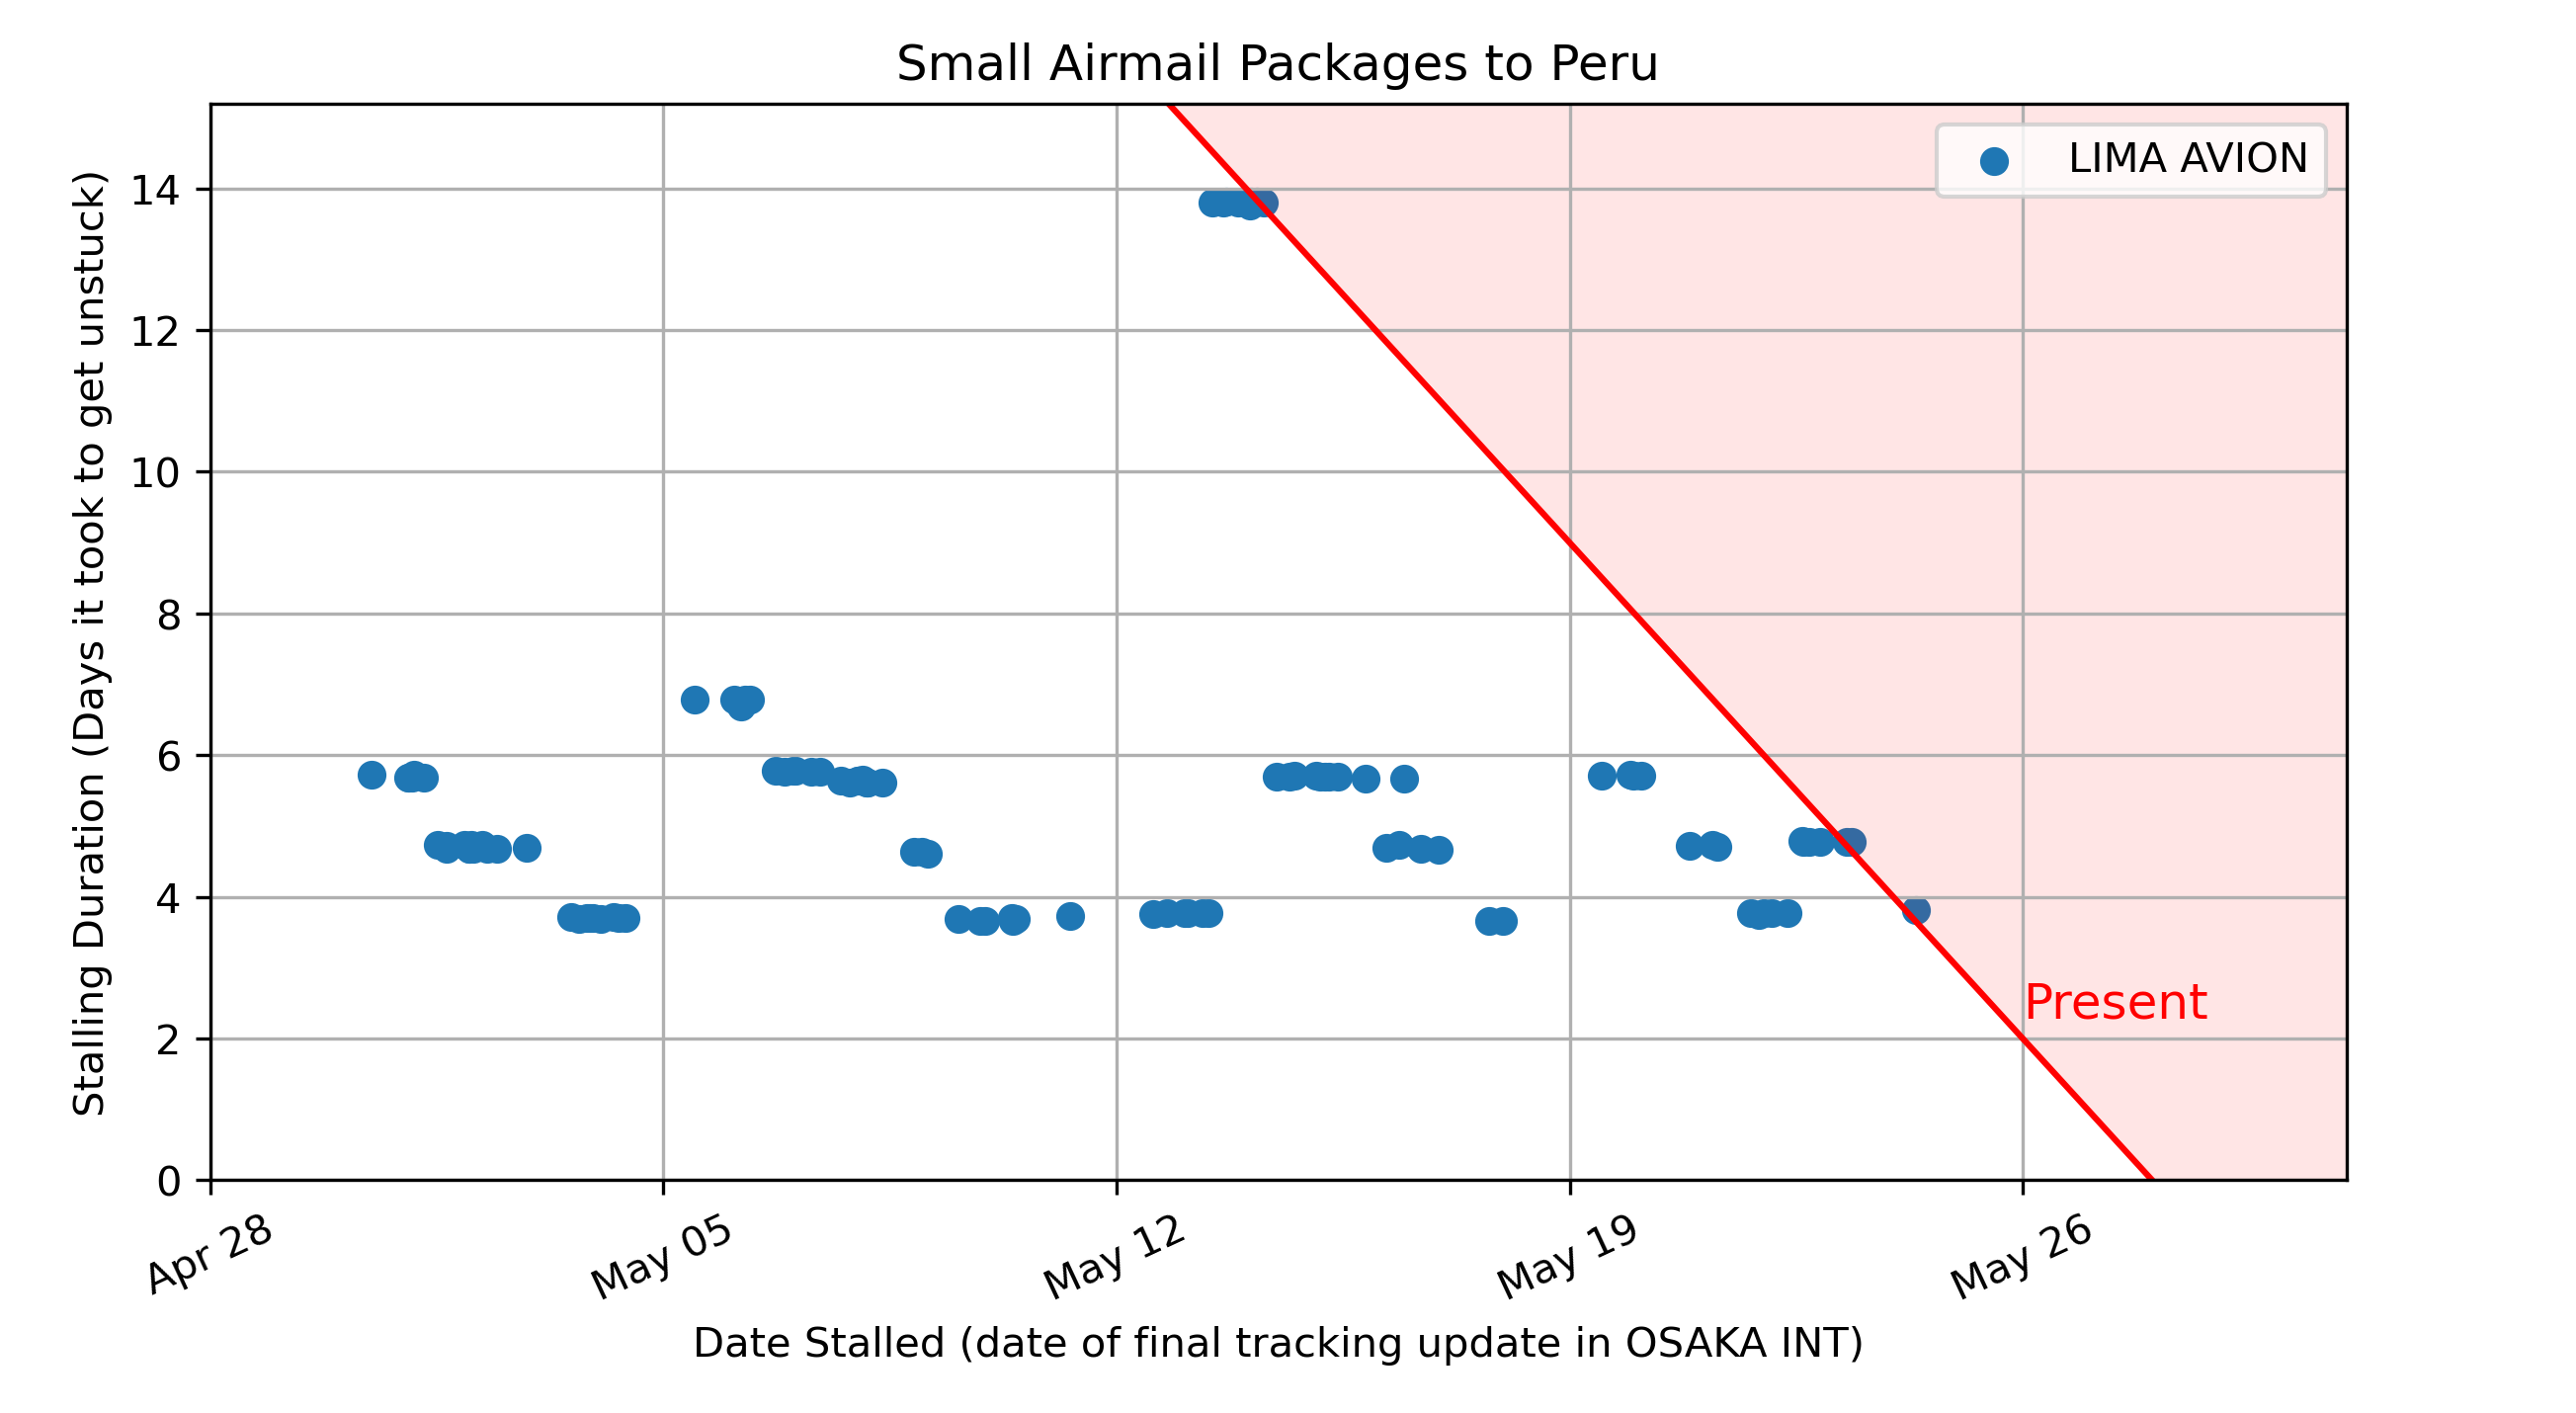 Small Airmail Packages to Peru
LIMA AVION
Stalling Duration (Days it took to get unstuck)
14
12
10
8
6
4
2
0
Present
Apr 28
May 05
May 12
May 19
May 26
Date Stalled (date of final tracking update in OSAKA INT)